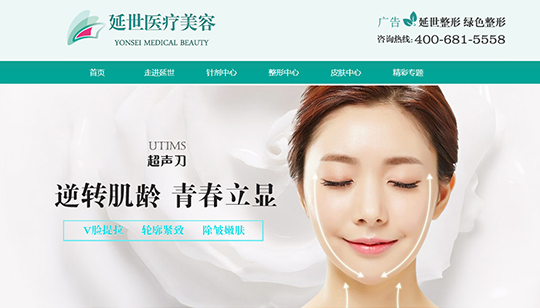 延世医疗美容
YONSEI MEDICAL BEAUTY
广告 延世整形 绿色整形
咨询热线: 400-681-5558
首页 走进延世 针剂中心 整形中心 皮肤中心 精彩专题
UTIMS
超声刀
逆转肌龄 青春立显
V脸提拉 轮廓紧致 除皱嫩肤